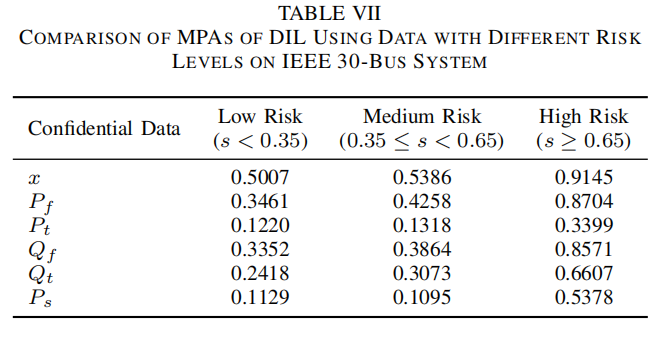 TABLE VII
COMPARISON OF MPAS OF DIL USING DATA WITH DIFFERENT RISK
LEVELS ON IEEE 30-BUS SYSTEM
Confidential Data Low Risk (s < 0.35) Medium Risk (0.35 ≤ s < 0.65) High Risk (s ≥ 0.65)
x 0.5007 0.5386 0.9145
P_f 0.3461 0.4258 0.8704
P_t 0.1220 0.1318 0.3399
Q_f 0.3352 0.3864 0.8571
Q_t 0.2418 0.3073 0.6607
P_s 0.1129 0.1095 0.5378